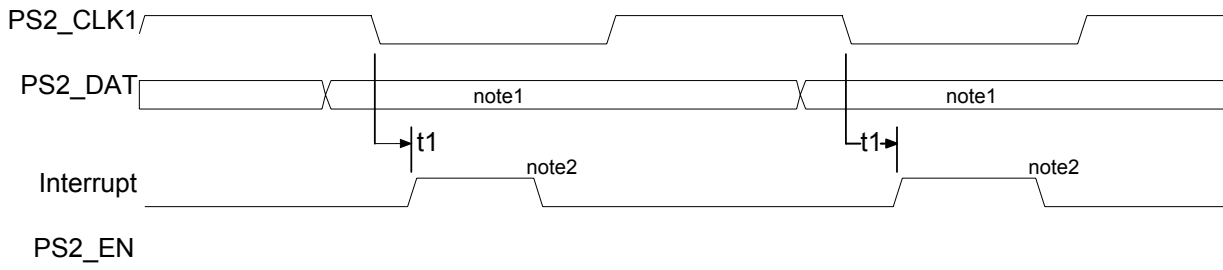 PS2_CLK1
PS2_DAT
note1 note1
t1 t1
note2 note2
Interrupt
PS2_EN